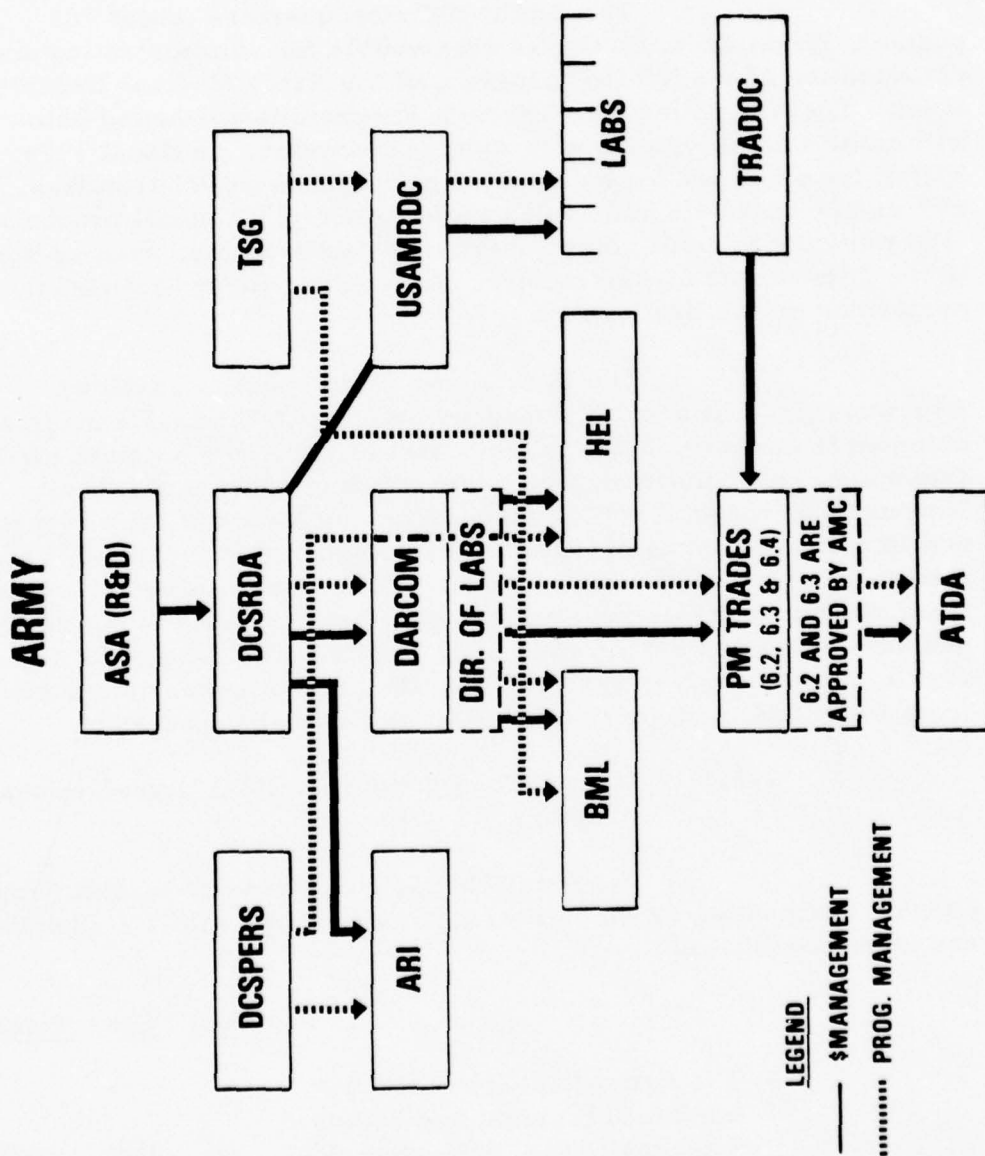 ARMY
ASA (R&D)
DCSPERS
DCSRDA
TSG
ARI
DARCOM
DIR. OF LABS
USAMRDC
BML
HEL
LABS
PM TRADES
(6.2, 6.3 & 6.4)
6.2 AND 6.3 ARE
APPROVED BY AMC
TRADOC
ATDA
LEGEND
$MANAGEMENT
PROG. MANAGEMENT